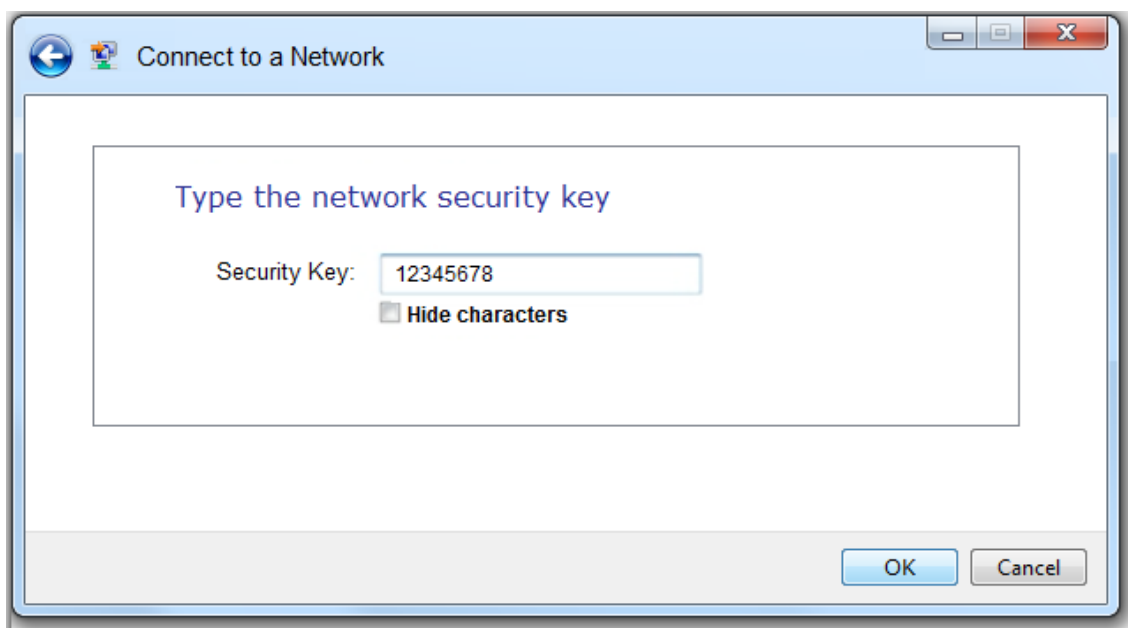 Connect to a Network
Type the network security key
Security Key: 12345678
Hide characters
OK Cancel